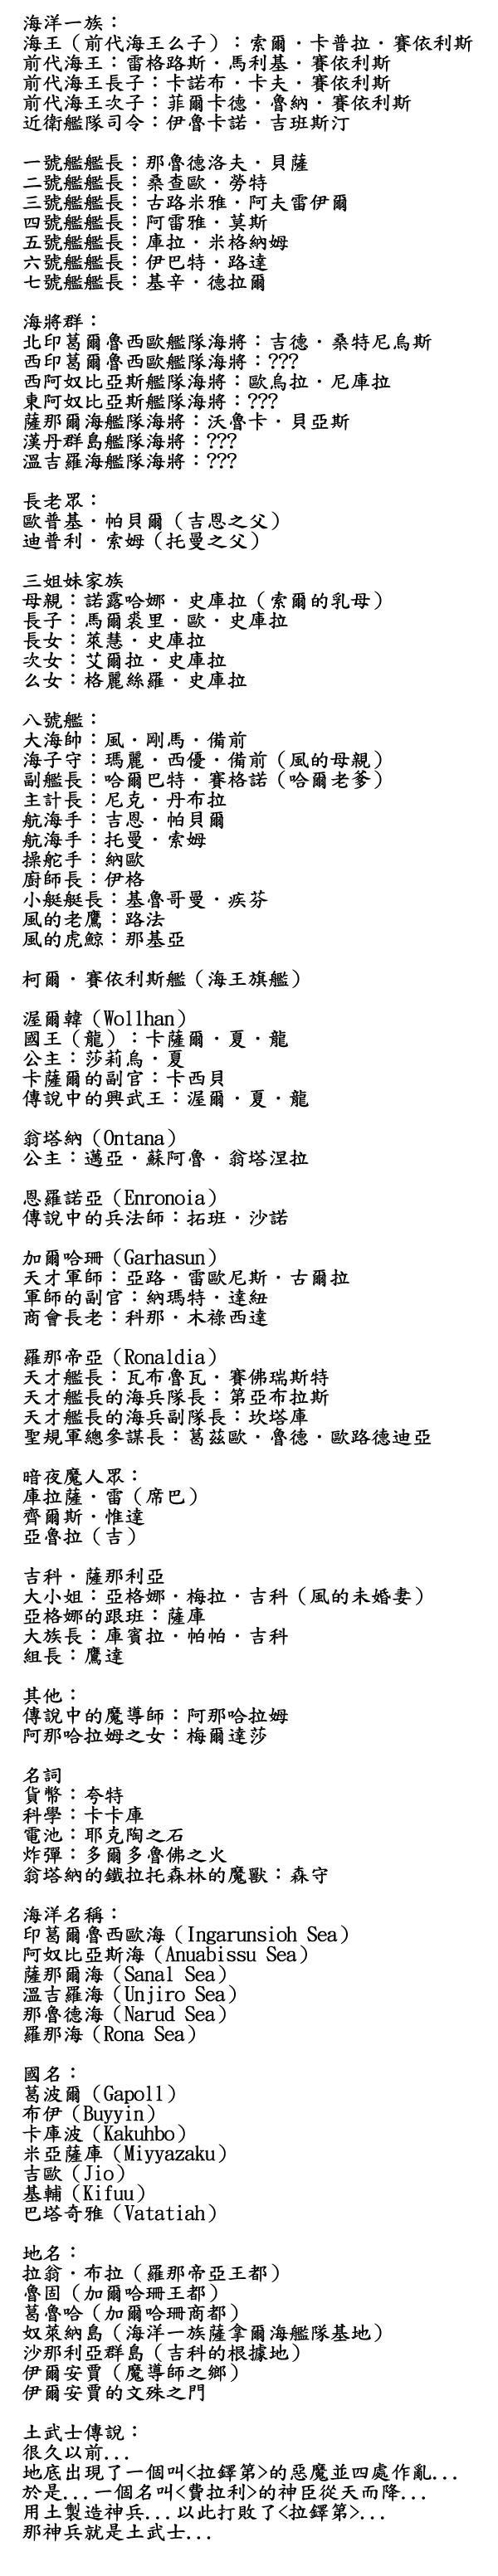 海洋一族：
海王（前代海王么子）：索爾．卡普拉．賽依利斯
前代海王：雷格路斯．馬利基．賽依利斯
前代海王長子：卡諾布．卡夫．賽依利斯
前代海王次子：菲爾卡德．魯納．賽依利斯
近衛艦隊司令：伊魯卡諾．吉班斯汀

一號艦艦長：那魯德洛夫．貝薩
二號艦艦長：桑查歐．勞特
三號艦艦長：古路米雅．阿夫雷伊爾
四號艦艦長：阿雷雅．莫斯
五號艦艦長：庫拉．米格納姆
六號艦艦長：伊巴特．路達
七號艦艦長：基辛．德拉爾

海將群：
北印葛爾魯西歐艦隊海將：吉德．桑特尼烏斯
西印葛爾魯西歐艦隊海將：???
西阿奴比亞斯艦隊海將：歐烏拉．尼庫拉
東阿奴比亞斯艦隊海將：???
薩那爾海艦隊海將：沃魯卡．貝亞斯
漢丹群島艦隊海將：???
溫吉羅海艦隊海將：???

長老眾：
歐普基．帕貝爾（吉恩之父）
迪普利．索姆（托曼之父）

三姐妹家族
母親：諾露哈娜．史庫拉（索爾的乳母）
長子：馬爾裘里．歐．史庫拉
長女：萊慧．史庫拉
次女：艾爾拉．史庫拉
么女：格麗絲羅．史庫拉

八號艦：
大海帥：風．剛馬．備前
海子守：瑪麗．西優．備前（風的母親）
副艦長：哈爾巴特．賽格諾（哈爾老爹）
主計長：尼克．丹布拉
航海手：吉恩．帕貝爾
航海手：托曼．索姆
操舵手：納歐
廚師長：伊格
小艇艇長：基魯哥曼．疾芬
風的老鷹：路法
風的虎鯨：那基亞

柯爾．賽依利斯艦（海王旗艦）

渥爾韓（Wollhan）
國王（龍）：卡薩爾．夏．龍
公主：莎莉烏．夏
卡薩爾的副官：卡西貝
傳說中的興武王：渥爾．夏．龍

翁塔納（Ontana）
公主：邁亞．蘇阿魯．翁塔涅拉

恩羅諾亞（Enronoia）
傳說中的兵法師：拓班．沙諾

加爾哈珊（Garhasun）
天才軍師：亞路．雷歐尼斯．古爾拉
軍師的副官：納瑪特．達紐
商會長老：科那．木祿西達

羅那帝亞（Ronaldia）
天才艦長：瓦布魯瓦．賽佛瑞斯特
天才艦長的海兵隊長：第亞布拉斯
天才艦長的海兵副隊長：坎塔庫
聖規軍總參謀長：葛茲歐．魯德．歐路德迪亞

暗夜魔人眾：
庫拉薩．雷（席巴）
齊爾斯．惟達
亞魯拉（吉）

吉科．薩那利亞
大小姐：亞格娜．梅拉．吉科（風的未婚妻）
亞格娜的跟班：薩庫
大族長：庫賓拉．帕帕．吉科
組長：鷹達

其他：
傳說中的魔導師：阿那哈拉姆
阿那哈拉姆之女：梅爾達莎

名詞
貨幣：夸特
科學：卡卡庫
電池：耶克陶之石
炸彈：多爾多魯佛之火
翁塔納的鐵拉托森林的魔獸：森守

海洋名稱：
印葛爾魯西歐海（Ingarunsioh Sea）
阿奴比亞斯海（Anuabissu Sea）
薩那爾海（Sanal Sea）
溫吉羅海（Unjiro Sea）
那魯德海（Narud Sea）
羅那海（Rona Sea）

國名：
葛波爾（Gapoll）
布伊（Buyyin）
卡庫波（Kakuhbo）
米亞薩庫（Miyyazaku）
吉歐（Jio）
基輔（Kifuu）
巴塔奇雅（Vatatiah）

地名：
拉翁．布拉（羅那帝亞王都）
魯固（加爾哈珊王都）
葛魯哈（加爾哈珊商都）
奴萊納島（海洋一族薩拿爾海艦隊基地）
沙那利亞群島（吉科的根據地）
伊爾安賈（魔導師之鄉）
伊爾安賈的文殊之門

土武士傳說：
很久以前...
地底出現了一個叫<拉鐸第>的惡魔並四處作亂...
於是...一個名叫<費拉利>的神臣從天而降...
用土製造神兵...以此打敗了<拉鐸第>...
那神兵就是土武士...